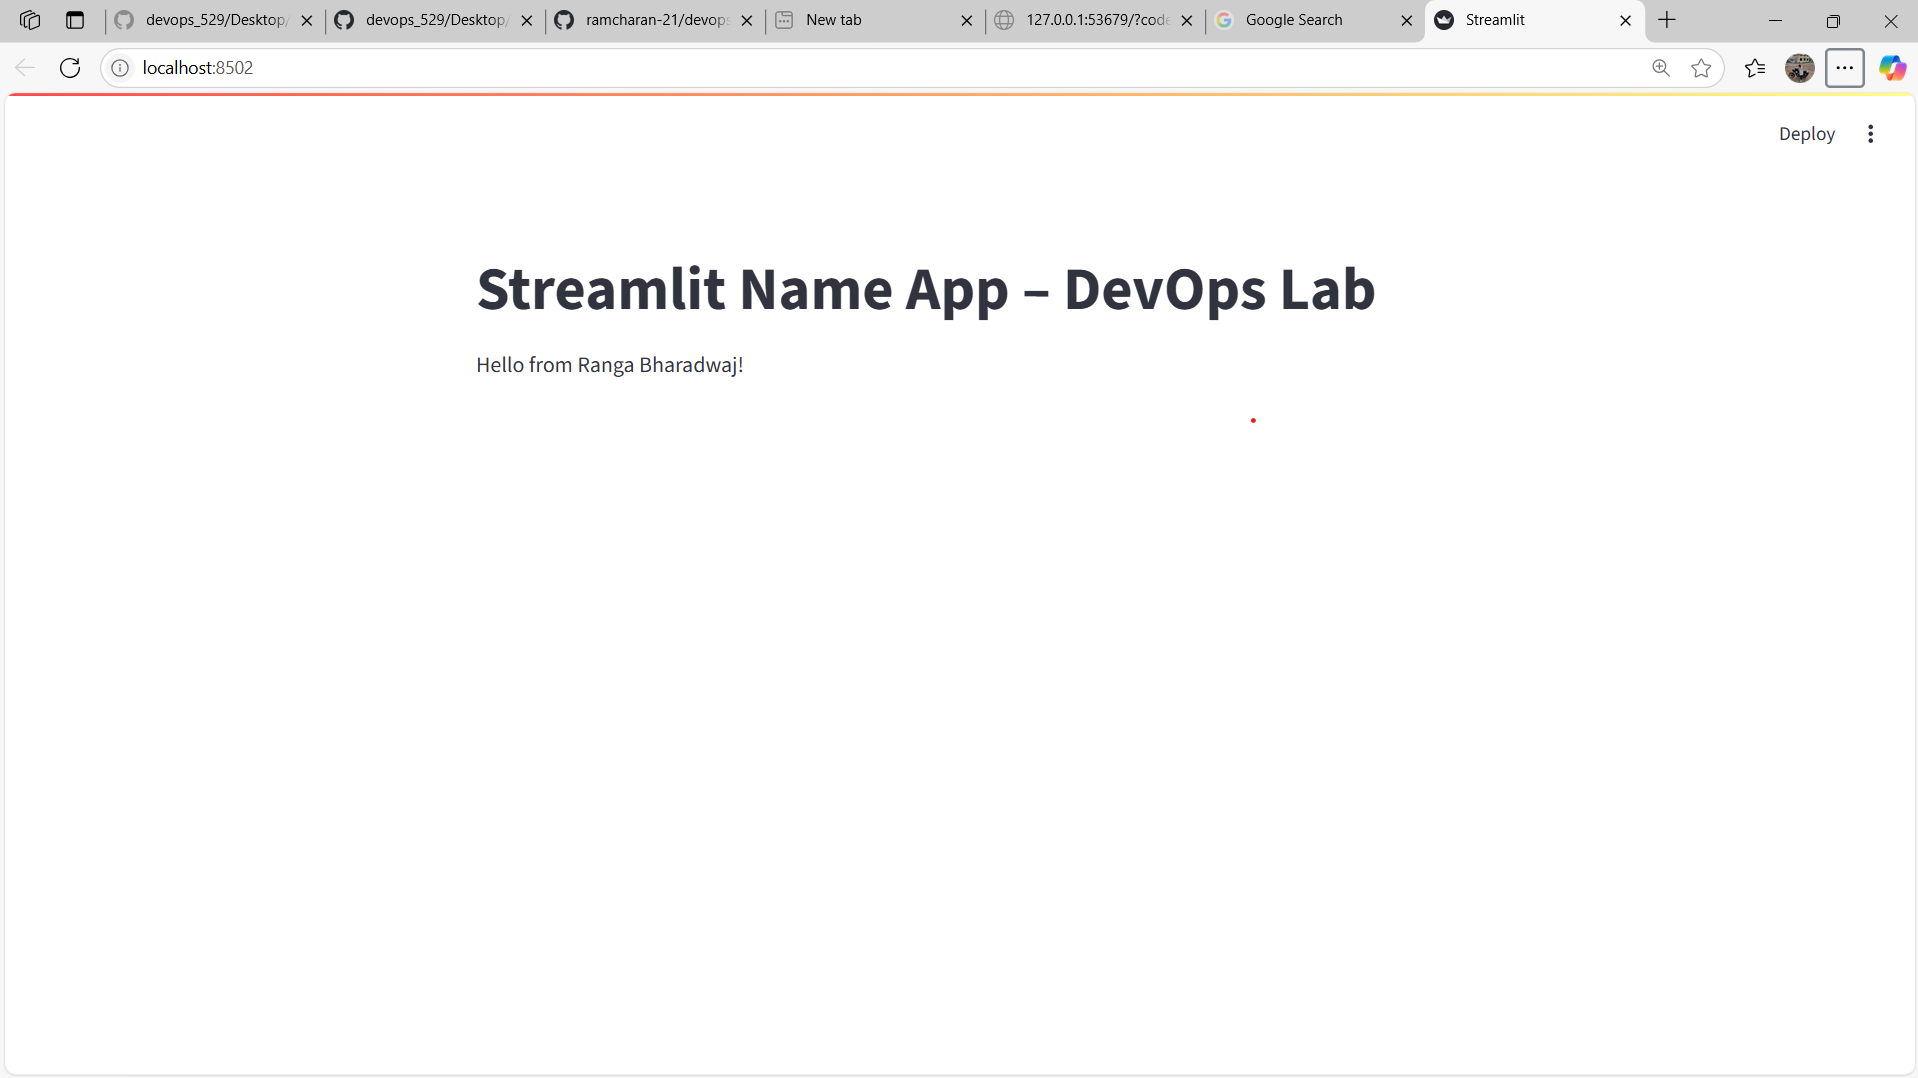 devops_529/Desktop/
devops_529/Desktop/
ramcharan-21/devops
New tab
127.0.0.1:53679/?code
Google Search
Streamlit
localhost:8502
Deploy
Streamlit Name App – DevOps Lab
Hello from Ranga Bharadwaj!